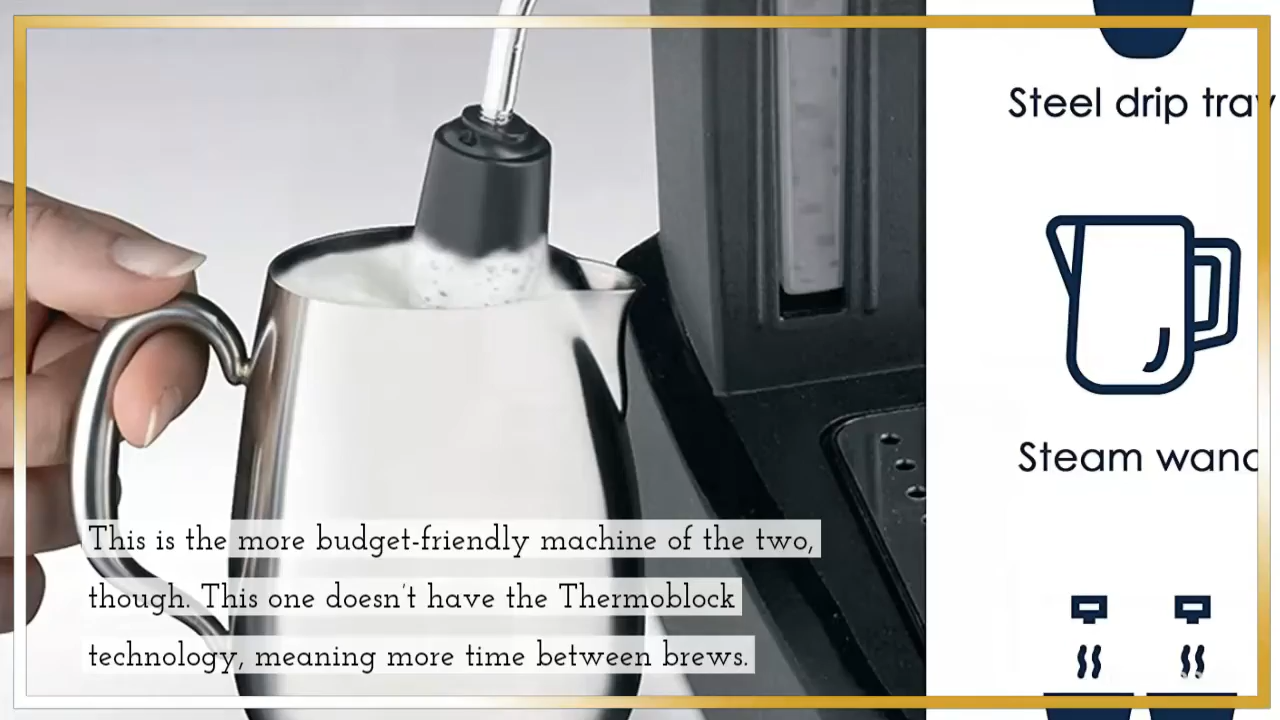 Steel drip tray
Steam wand
This is the more budget-friendly machine of the two,
though. This one doesn't have the Thermoblock
technology, meaning more time between brews.